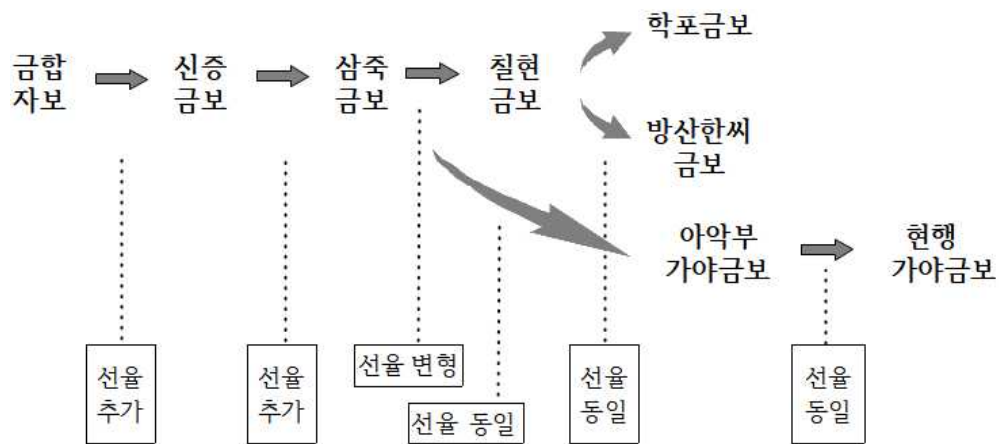 학포금보
금합
자보
신증
금보
삼죽
금보
칠현
금보
방산한씨
금보
아악부
가야금보
현행
가야금보
선율
추가
선율
추가
선율 변형
선율 동일
선율
동일
선율
동일